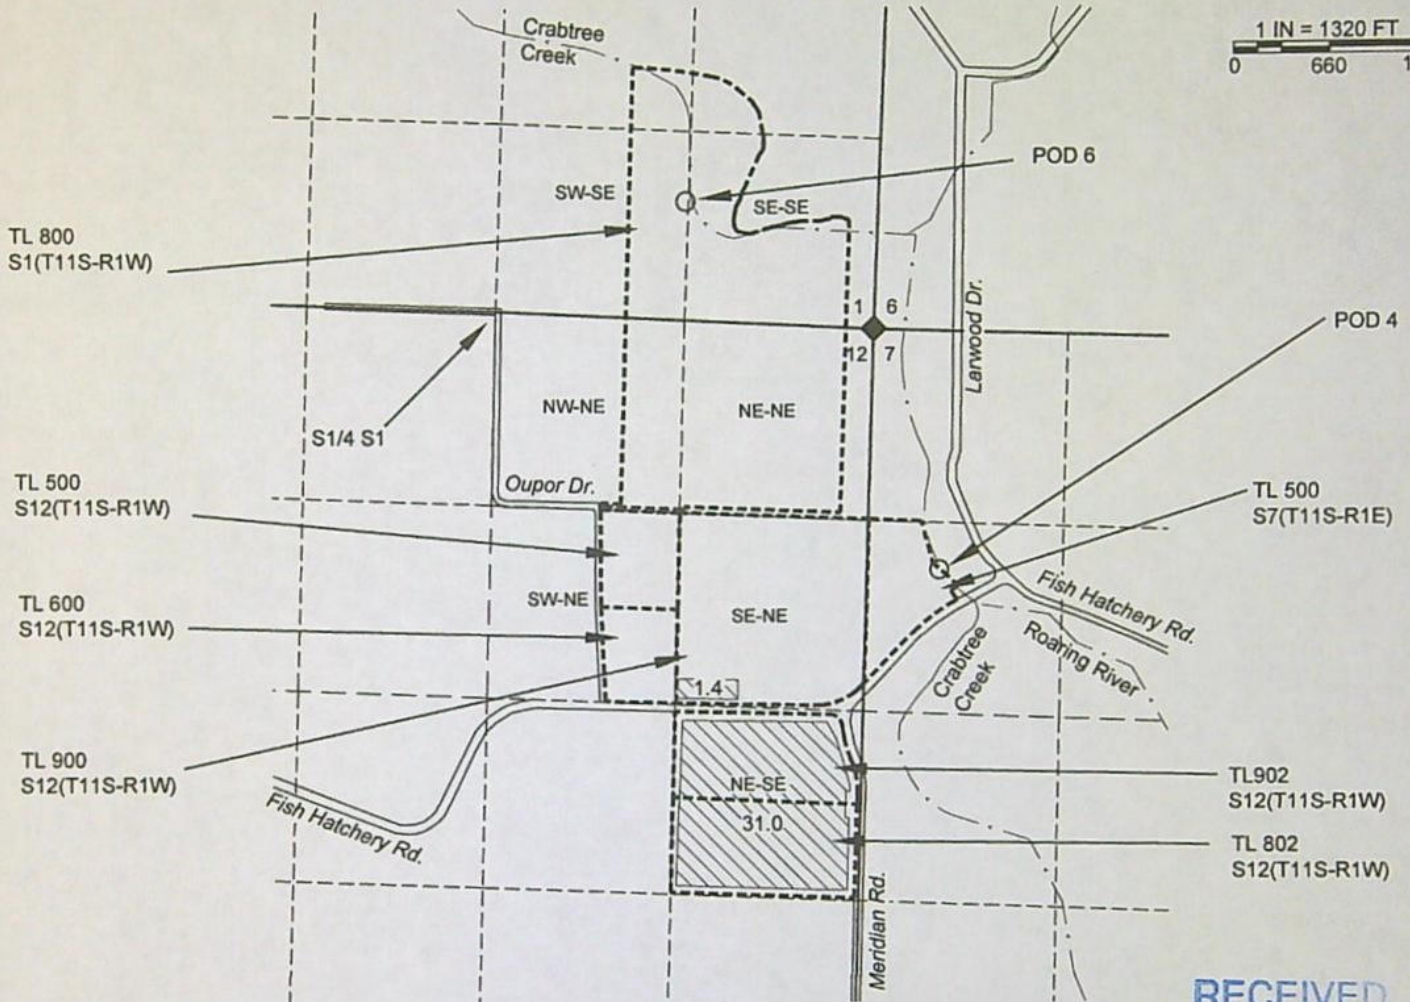 Crabtree
Creek
1 IN = 1320 FT
0 660 1
POD 6
SW-SE
SE-SE
TL 800
S1(T11S-R1W)
1 6
12 7
Larwood Dr.
POD 4
NW-NE
NE-NE
S1/4 S1
TL 500
S12(T11S-R1W)
Oupor Dr.
TL 500
S7(T11S-R1E)
TL 600
S12(T11S-R1W)
SW-NE
SE-NE
Fish Hatchery Rd.
Roaring River
Crabtree
Creek
1.4
TL 900
S12(T11S-R1W)
Fish Hatchery Rd.
NE-SE
31.0
TL902
S12(T11S-R1W)
TL 802
S12(T11S-R1W)
Meridian Rd.
RECEIVED